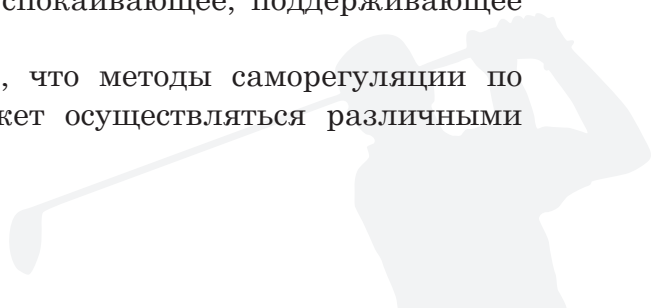 спокаивающее, поддерживающее
, что методы саморегуляции по
жет осуществляться различными